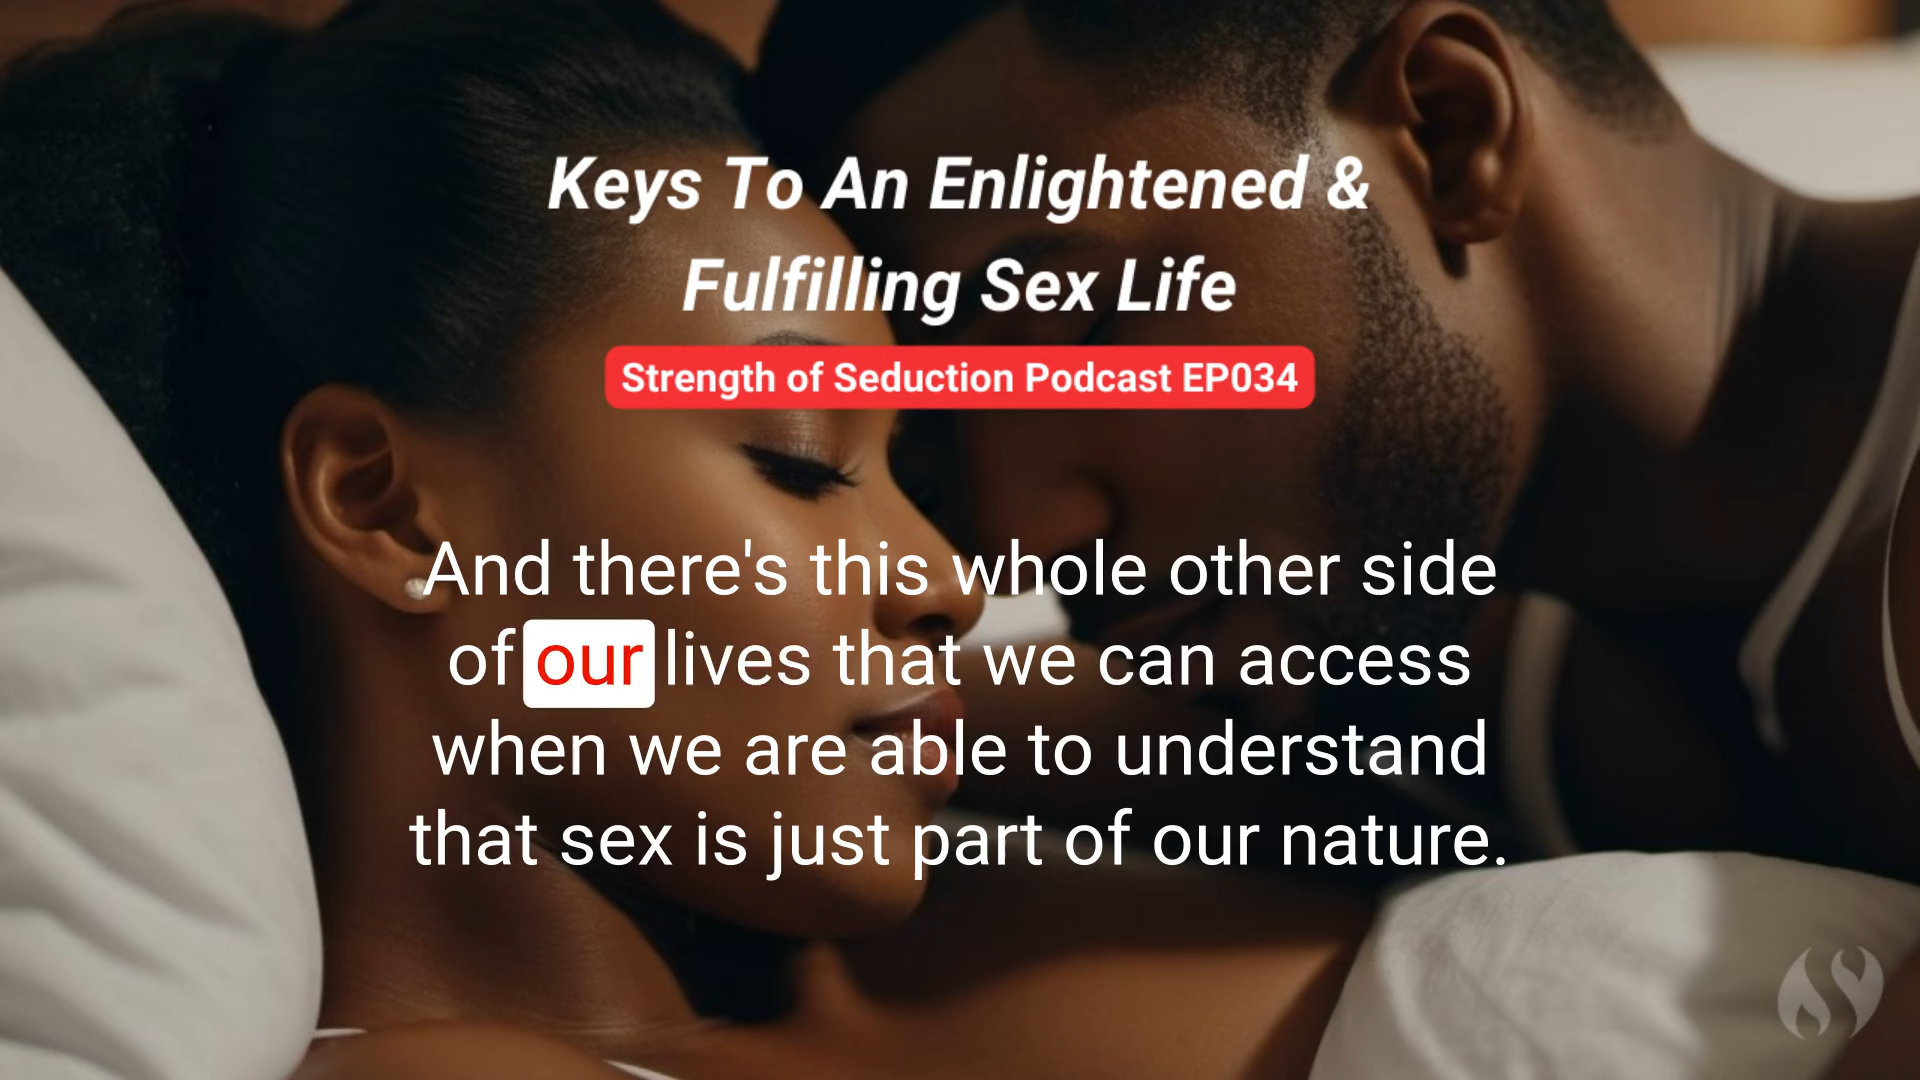 Keys To An Enlightened &
Fulfilling Sex Life
Strength of Seduction Podcast EP034
And there's this whole other side
of our lives that we can access
when we are able to understand
that sex is just part of our nature.